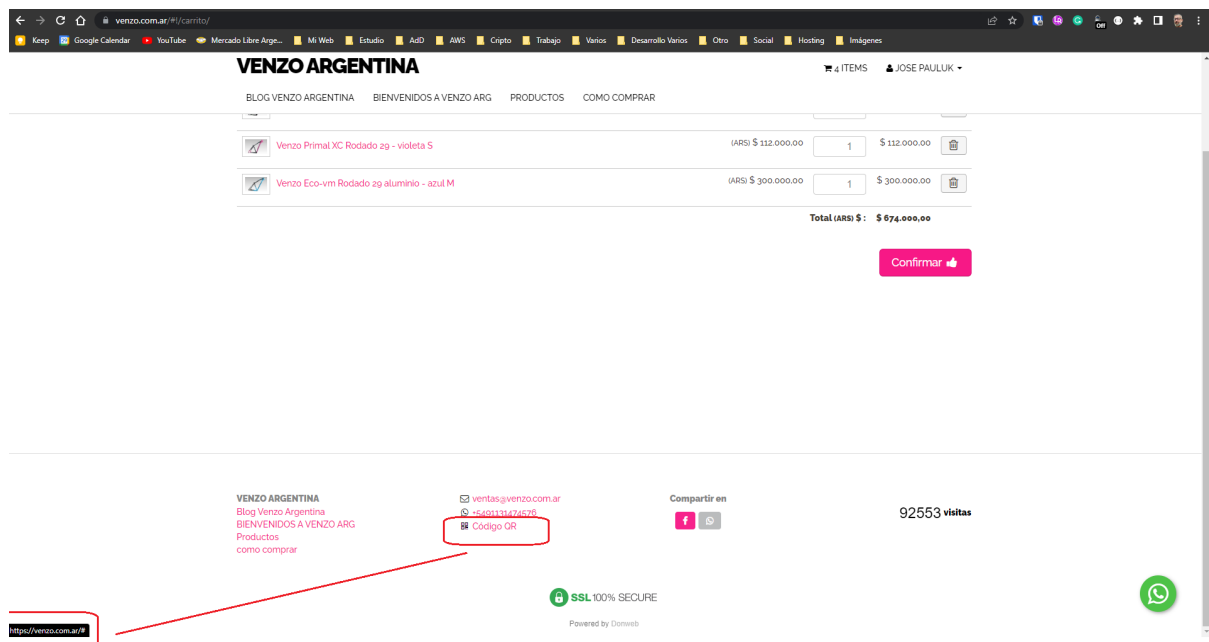 venzo.com.ar/#!/carrito/
Off
Keep Google Calendar YouTube Mercado Libre Arge... Mi Web Estudio AdD AWS Cripto Trabajo Varios Desarrollo Varios Otro Social Hosting Imágenes
VENZO ARGENTINA
4 ITEMS JOSE PAULUK
BLOG VENZO ARGENTINA BIENVENIDOS A VENZO ARG PRODUCTOS COMO COMPRAR
Venzo Primal XC Rodado 29 - violeta S (ARS) $ 112.000,00 1 $ 112.000,00
Venzo Eco-vm Rodado 29 aluminio - azul M (ARS) $ 300.000,00 1 $ 300.000,00
Total (ARS) $ : $ 674.000,00
Confirmar
VENZO ARGENTINA
Blog Venzo Argentina
BIENVENIDOS A VENZO ARG
Productos
como comprar
ventas@venzo.com.ar
+5491131474576
Código QR
Compartir en
92553 visitas
SSL 100% SECURE
Powered by Donweb
https://venzo.com.ar/#